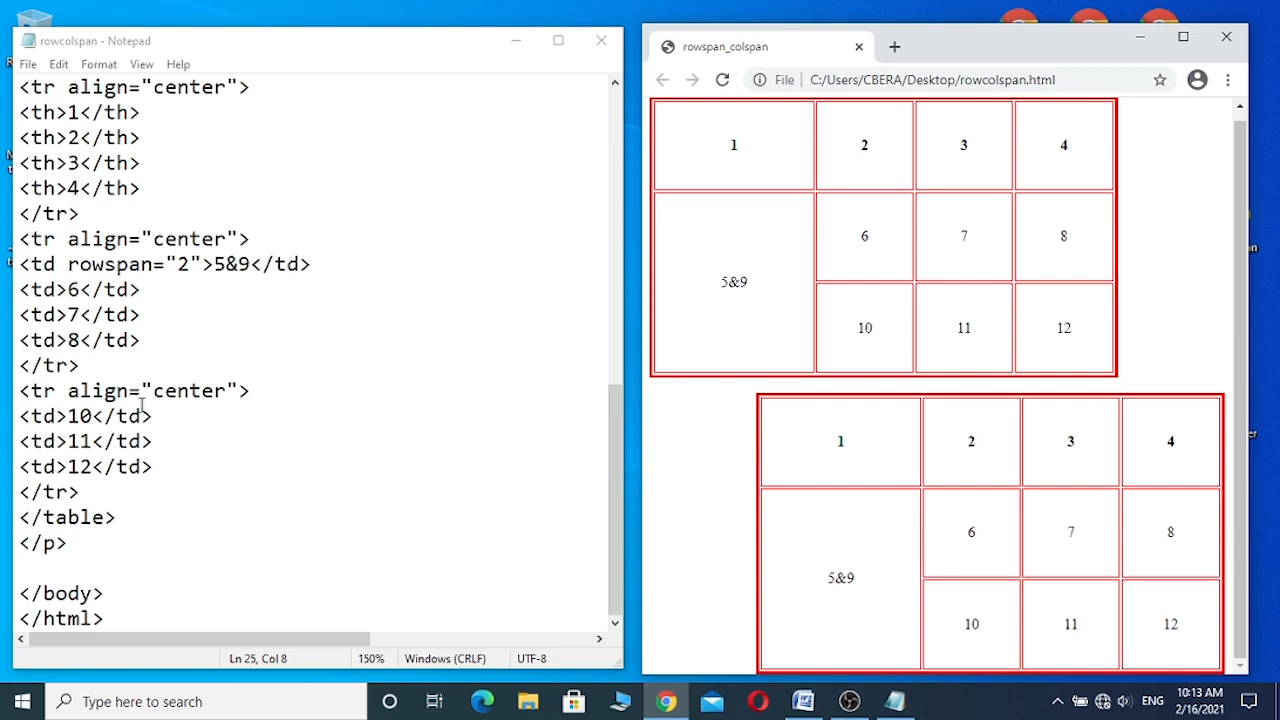 rowcolspan - Notepad
File Edit Format View Help
<tr align="center">
<th>1</th>
<th>2</th>
<th>3</th>
<th>4</th>
</tr>
<tr align="center">
<td rowspan="2">5&9</td>
<td>6</td>
<td>7</td>
<td>8</td>
</tr>
<tr align="center">
<td>10</td>
<td>11</td>
<td>12</td>
</tr>
</table>
</p>
</body>
</html>
Ln 25, Col 8 150% Windows (CRLF) UTF-8
rowspan_colspan
File C:/Users/CBERA/Desktop/rowcolspan.html
1 2 3 4
6 7 8
5&9
10 11 12
1 2 3 4
6 7 8
5&9
10 11 12
Type here to search
ENG
10:13 AM
2/16/2021